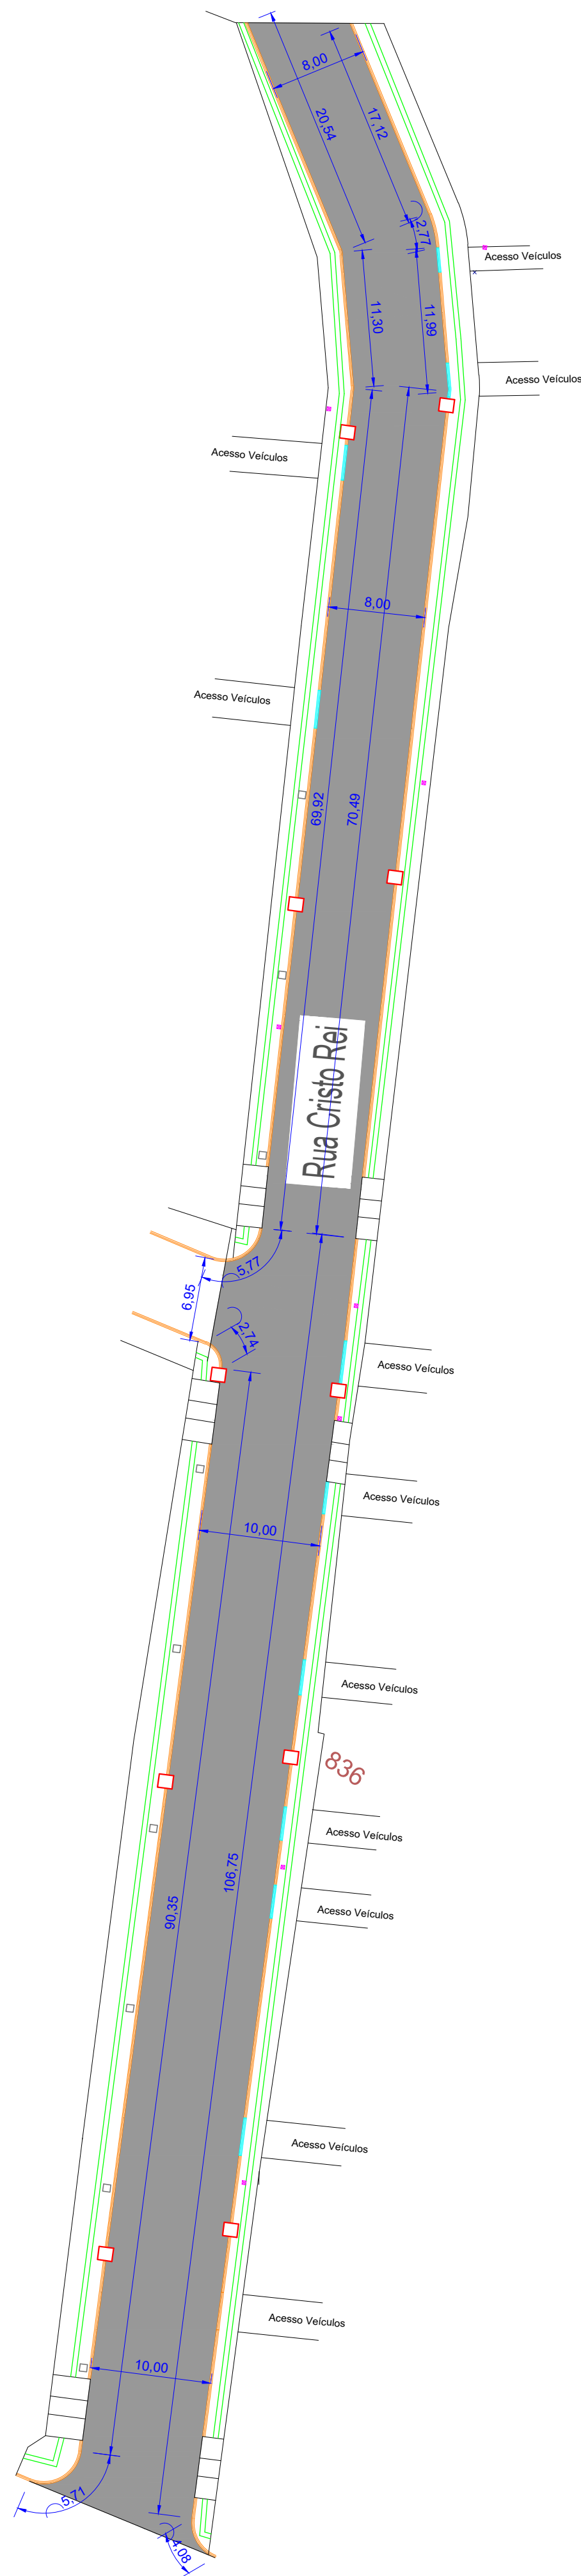 8,00
20,54
17,12
2,77
Acesso Veículos
11,30
11,99
Acesso Veículos
Acesso Veículos
8,00
Acesso Veículos
69,92
70,49
Rua Cristo Rei
5,77
6,95
2,74
Acesso Veículos
Acesso Veículos
10,00
Acesso Veículos
836
Acesso Veículos
106,75
90,35
Acesso Veículos
Acesso Veículos
Acesso Veículos
10,00
5,71
4,08